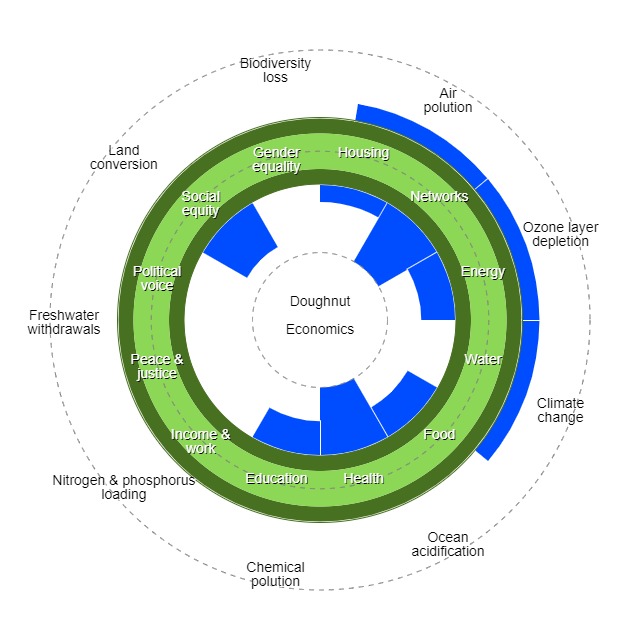 Biodiversity
loss
Air
polution
Land
conversion
Gender
equality
Housing
Social
equity
Networks
Ozone layer
depletion
Political
voice
Energy
Doughnut
Economics
Freshwater
withdrawals
Peace &
justice
Water
Climate
change
Income &
work
Food
Nitrogen & phosphorus
loading
Education
Health
Ocean
acidification
Chemical
polution